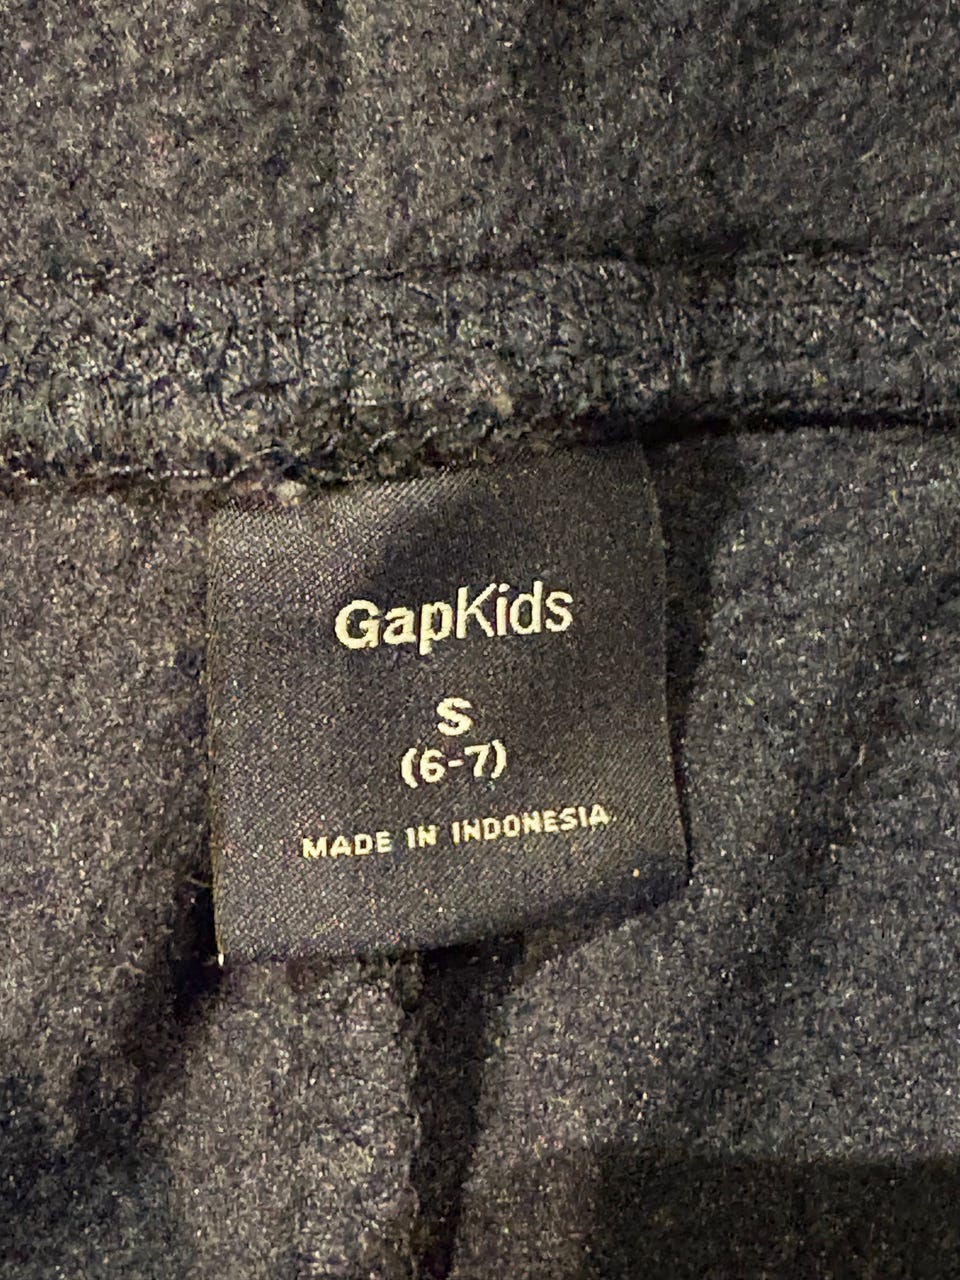 GapKids
S
(6-7)
MADE IN INDONESIA